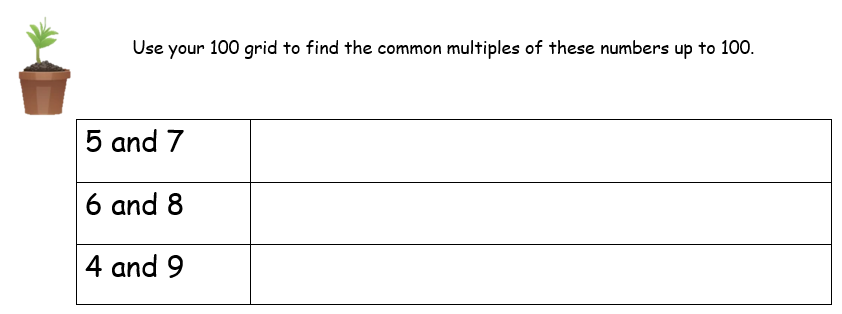 Use your 100 grid to find the common multiples of these numbers up to 100.
5 and 7
6 and 8
4 and 9